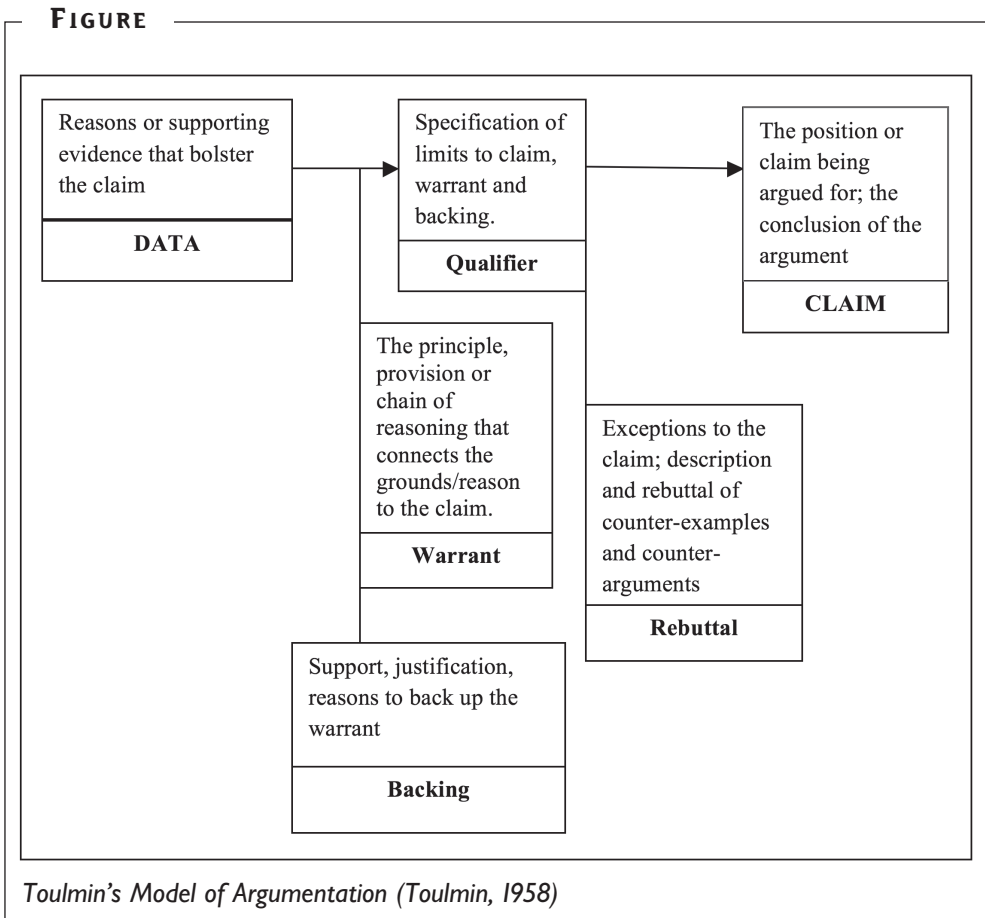 FIGURE
Reasons or supporting
evidence that bolster
the claim
DATA
Specification of
limits to claim,
warrant and
backing.
Qualifier
The position or
claim being
argued for; the
conclusion of the
argument
CLAIM
The principle,
provision or
chain of
reasoning that
connects the
grounds/reason
to the claim.
Warrant
Exceptions to the
claim; description
and rebuttal of
counter-examples
and counter-
arguments
Rebuttal
Support, justification,
reasons to back up the
warrant
Backing
Toulmin's Model of Argumentation (Toulmin, 1958)